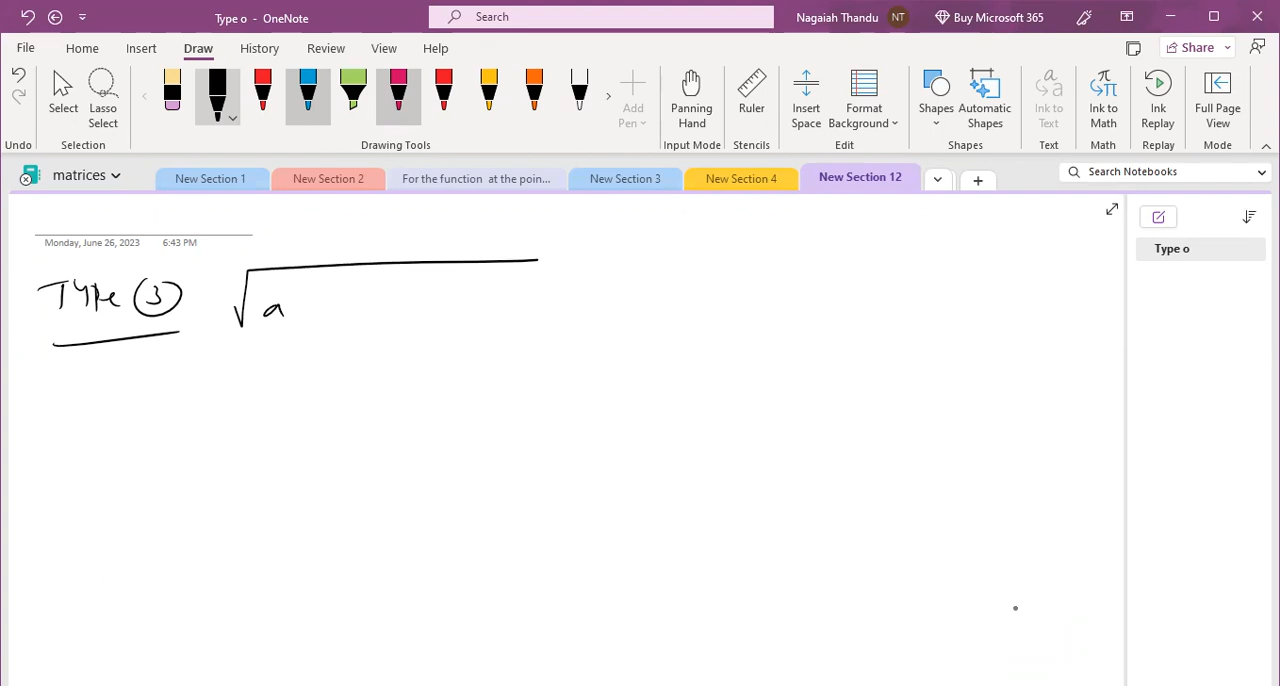 Type o - OneNote
Search
Nagaiah Thandu NT
Buy Microsoft 365
File Home Insert Draw History Review View Help
Share
Select
Lasso Select
Add Pen
Panning Hand
Ruler
Insert Space
Format Background
Shapes
Automatic Shapes
Ink to Text
Ink to Math
Ink Replay
Full Page View
Undo Selection Drawing Tools Input Mode Stencils Edit Shapes Text Math Replay Mode
matrices
New Section 1 New Section 2 For the function at the poin... New Section 3 New Section 4 New Section 12 +
Search Notebooks
Monday, June 26, 2023 6:43 PM
Type o
Type 3 √a